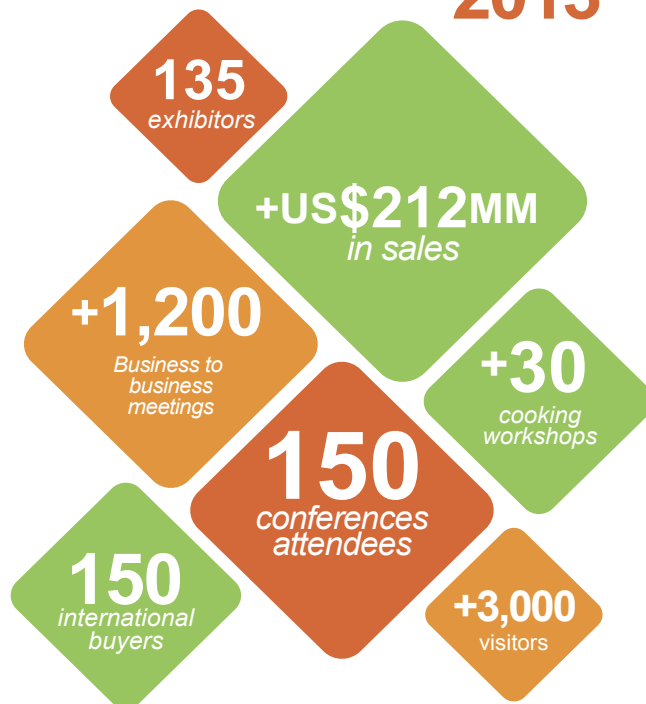 135
exhibitors
+US$212MM
in sales
+1,200
Business to
business
meetings
+30
cooking
workshops
150
conferences
attendees
150
international
buyers
+3,000
visitors